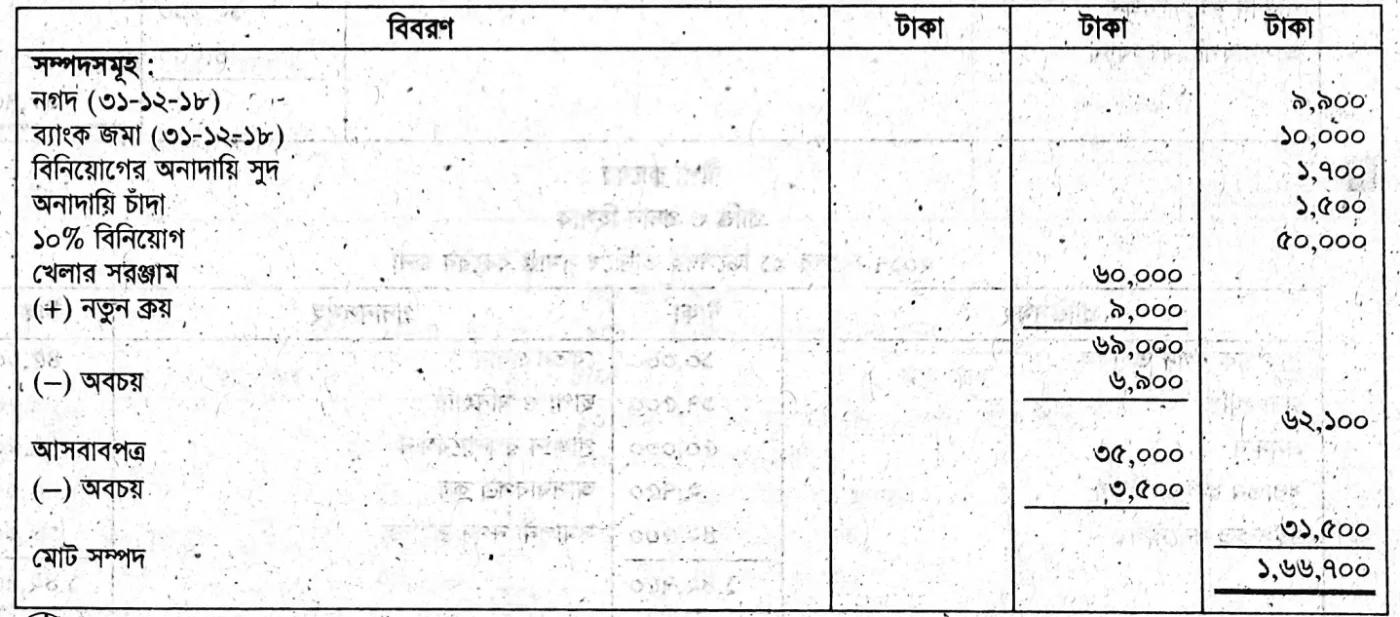 বিবরণ টাকা টাকা টাকা
সম্পদসমূহ :
নগদ (৩১-১২-১৮) ৯,৯০০
ব্যাংক জমা (৩১-১২-১৮) ১০,০০০
বিনিয়োগের অনাদায়ি সুদ ১,৭০০
অনাদায়ি চাঁদা ১,৫০০
১০% বিনিয়োগ ৫০,০০০
খেলার সরঞ্জাম ৬০,০০০
(+) নতুন ক্রয় ৯,০০০
৬৯,০০০
(–) অবচয় ৬,৯০০
৬২,১০০
আসবাবপত্র ৩৫,০০০
(–) অবচয় ৩,৫০০
৩১,৫০০
মোট সম্পদ ১,৬৬,৭০০